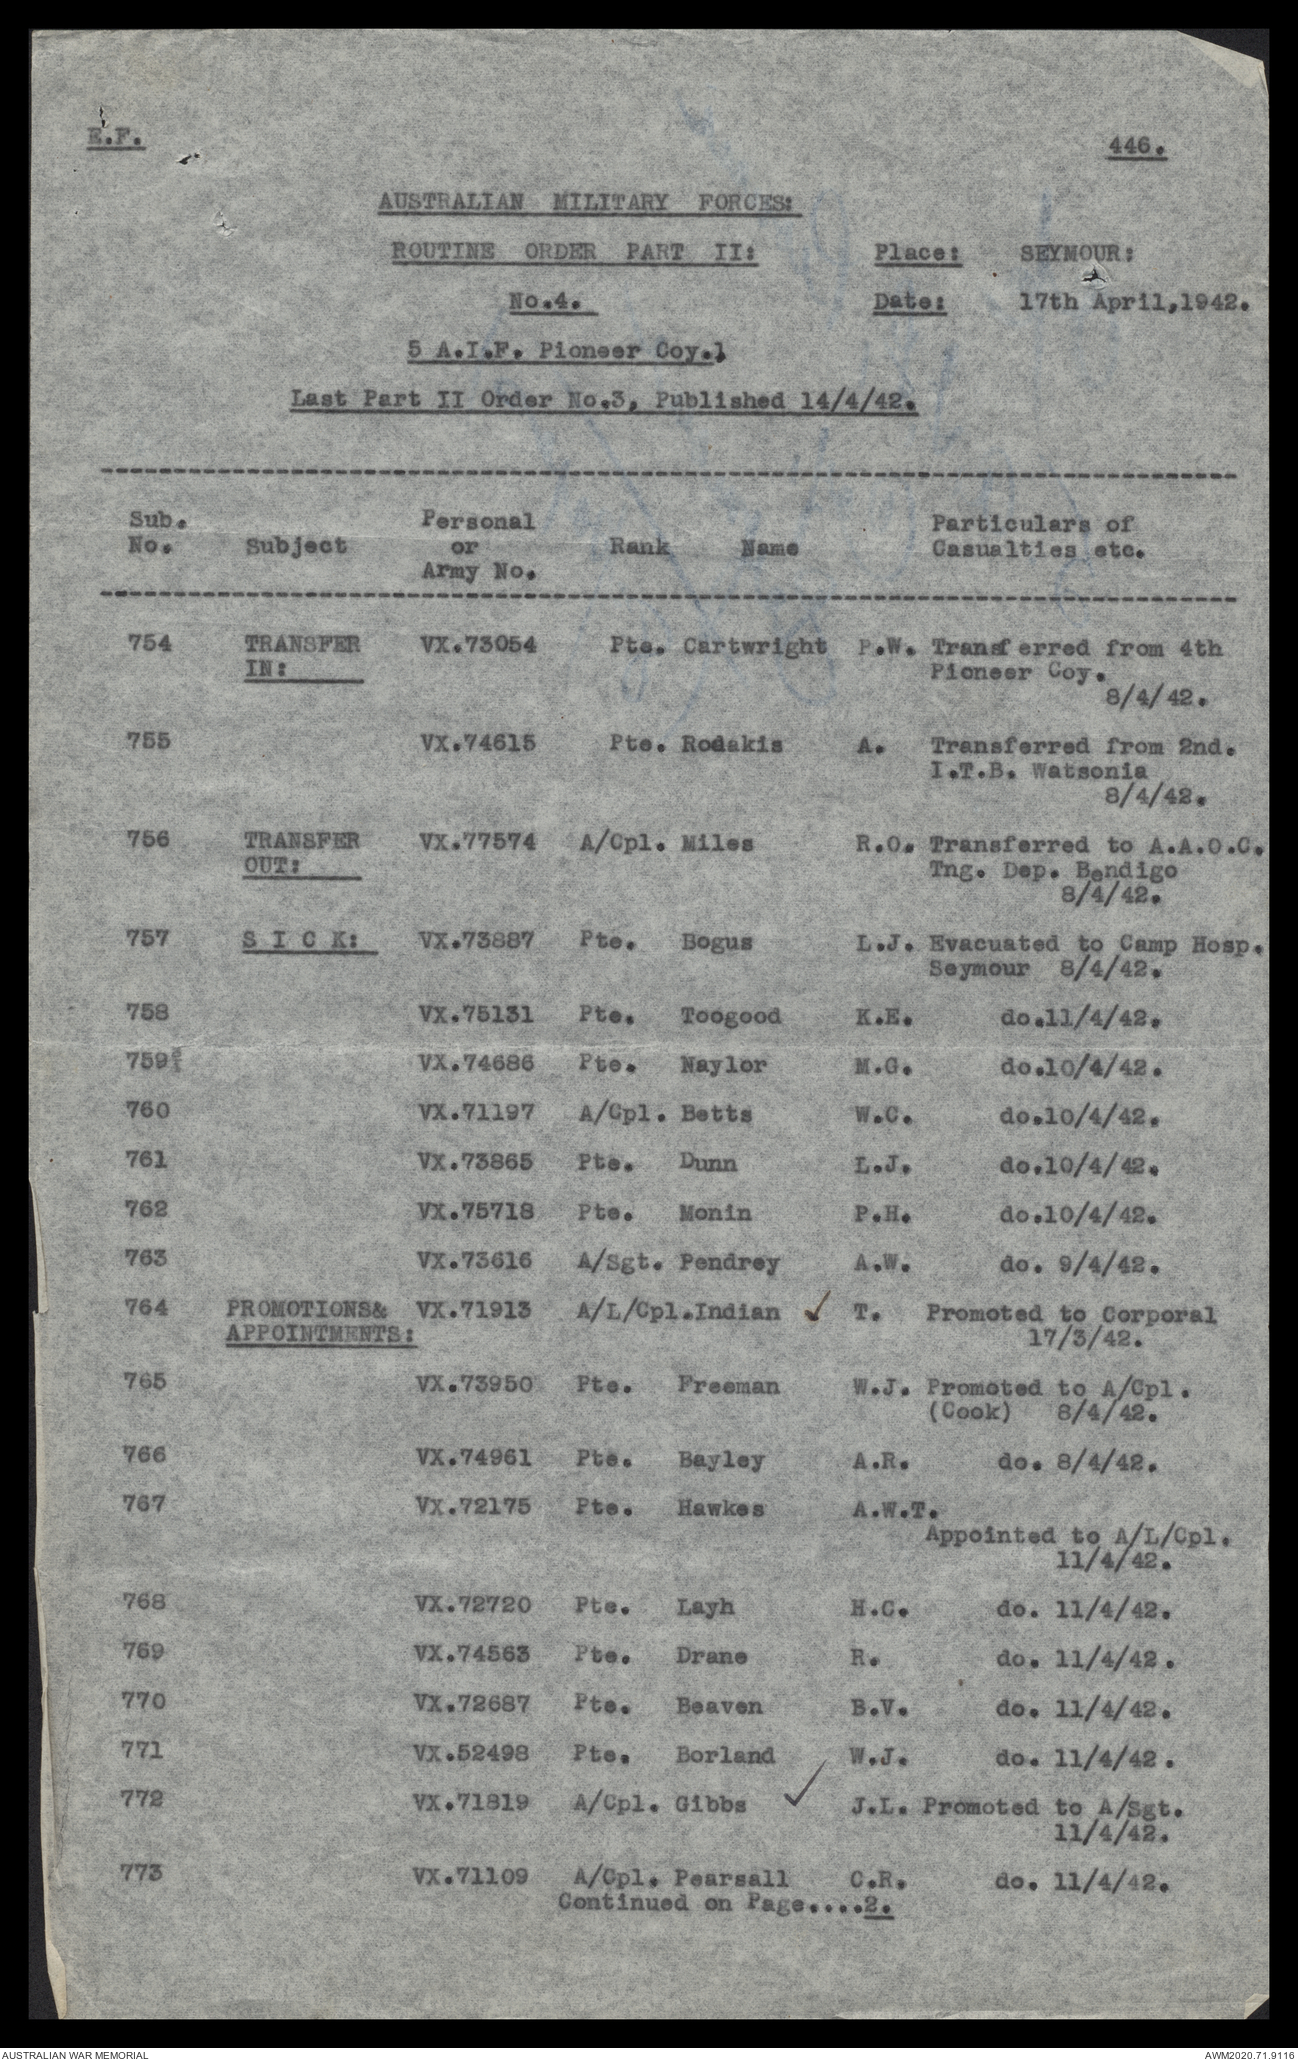 E.F.
446.
AUSTRALIAN MILITARY FORCES:
ROUTINE ORDER PART II: Place: SEYMOUR:
No.4. Date: 17th April,1942.
5 A.I.F. Pioneer Coy.
Last Part II Order No.3, Published 14/4/42.
Sub. Personal Particulars of
No. Subject or Rank Name Casualties etc.
Army No.
754 TRANSFER VX.73054 Pte. Cartwright P.W. Transferred from 4th
IN: Pioneer Coy.
8/4/42.
755 VX.74615 Pte. Rodakis A. Transferred from 2nd.
I.T.B. Watsonia
8/4/42.
756 TRANSFER VX.77574 A/Cpl. Miles R.O. Transferred to A.A.O.C.
OUT: Tng. Dep. Bendigo
8/4/42.
757 S I C K: VX.73887 Pte. Bogus L.J. Evacuated to Camp Hosp.
Seymour 8/4/42.
758 VX.75131 Pte. Toogood K.E. do.11/4/42.
759 VX.74686 Pte. Naylor M.G. do.10/4/42.
760 VX.71197 A/Cpl. Betts W.C. do.10/4/42.
761 VX.73865 Pte. Dunn L.J. do.10/4/42.
762 VX.75718 Pte. Monin P.H. do.10/4/42.
763 VX.73616 A/Sgt. Pendrey A.W. do. 9/4/42.
764 PROMOTIONS& VX.71913 A/L/Cpl.Indian T. Promoted to Corporal
APPOINTMENTS: 17/3/42.
765 VX.73950 Pte. Freeman W.J. Promoted to A/Cpl.
(Cook) 8/4/42.
766 VX.74961 Pte. Bayley A.R. do. 8/4/42.
767 VX.72175 Pte. Hawkes A.W.T.
Appointed to A/L/Cpl.
11/4/42.
768 VX.72720 Pte. Layh H.C. do. 11/4/42.
769 VX.74563 Pte. Drane R. do. 11/4/42.
770 VX.72687 Pte. Beaven B.V. do. 11/4/42.
771 VX.52498 Pte. Borland W.J. do. 11/4/42.
772 VX.71819 A/Cpl. Gibbs J.L. Promoted to A/Sgt.
11/4/42.
773 VX.71109 A/Cpl. Pearsall C.R. do. 11/4/42.
Continued on Page....2.
AUSTRALIAN WAR MEMORIAL AWM2020.71.9116